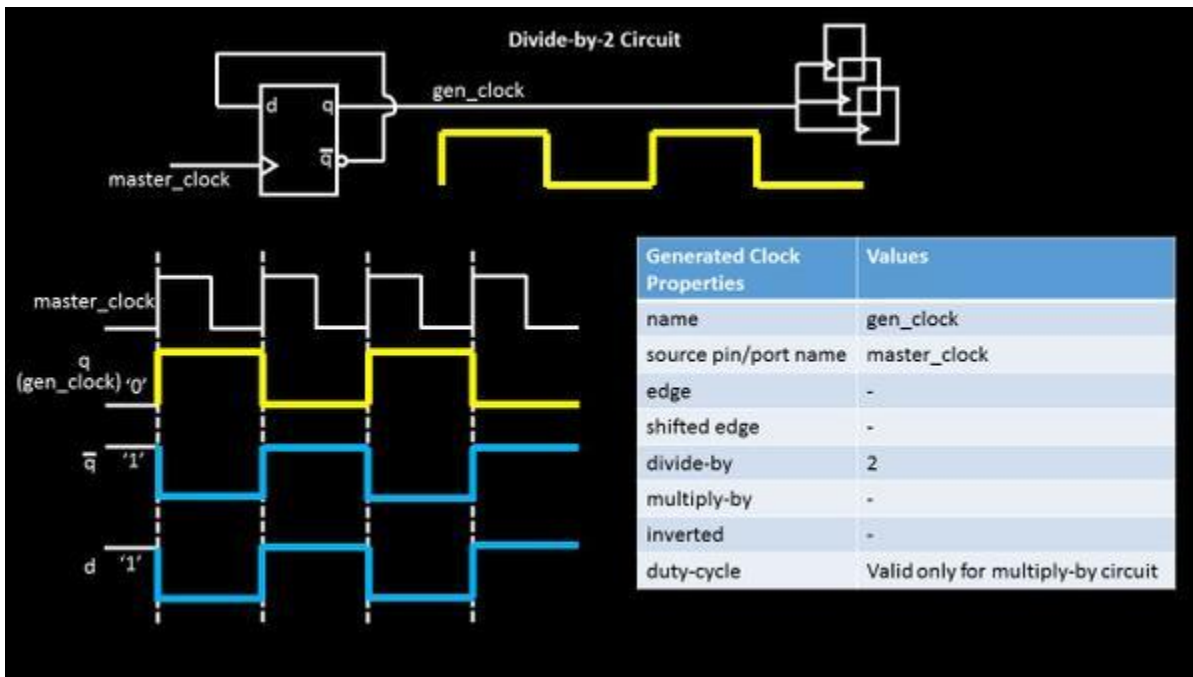 Divide-by-2 Circuit
d q
gen_clock
q̅
master_clock
master_clock
q
(gen_clock) '0'
q̅ '1'
d '1'
Generated Clock Properties Values
name gen_clock
source pin/port name master_clock
edge -
shifted edge -
divide-by 2
multiply-by -
inverted -
duty-cycle Valid only for multiply-by circuit